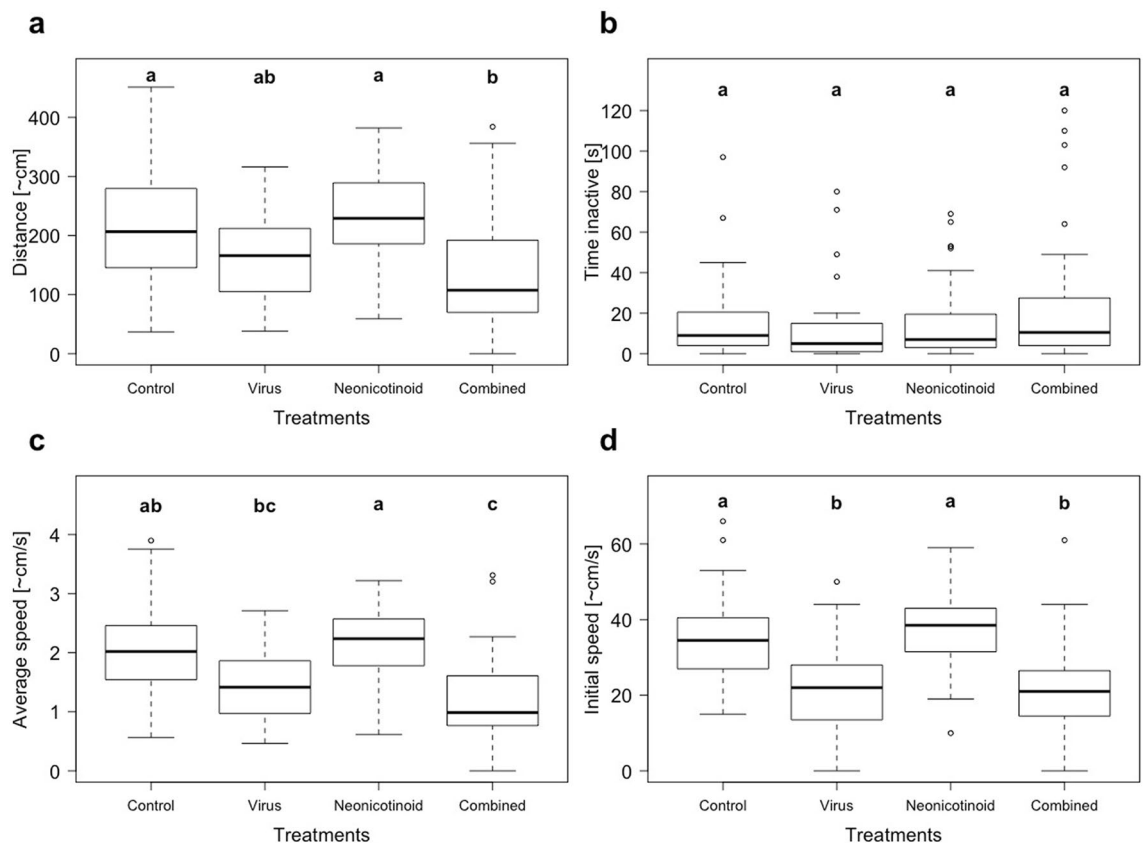 a
a ab a b
Distance [~cm]
400
300
200
100
0
Control Virus Neonicotinoid Combined
Treatments
b
a a a a
Time inactive [s]
120
100
80
60
40
20
0
Control Virus Neonicotinoid Combined
Treatments
c
ab bc a c
Average speed [~cm/s]
4
3
2
1
0
Control Virus Neonicotinoid Combined
Treatments
d
a b a b
Initial speed [~cm/s]
60
40
20
0
Control Virus Neonicotinoid Combined
Treatments